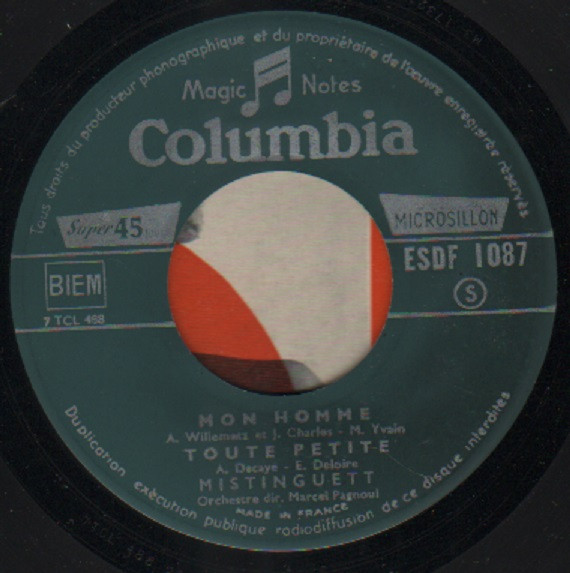 Tous droits du producteur phonographique et du propriétaire de l'œuvre enregistrée réservés
Magic Notes
Columbia
Super 45
MICROSILLON
BIEM
ESDF 1087
S
7 TCL 468
MON HOMME
A. Willemetz et J. Charles - M. Yvain
TOUTE PETITE
A. Decaye - E. Deloire
MISTINGUETT
Orchestre dir. Marcel Pagnoul
MADE IN FRANCE
Duplication exécution publique radiodiffusion de ce disque interdites